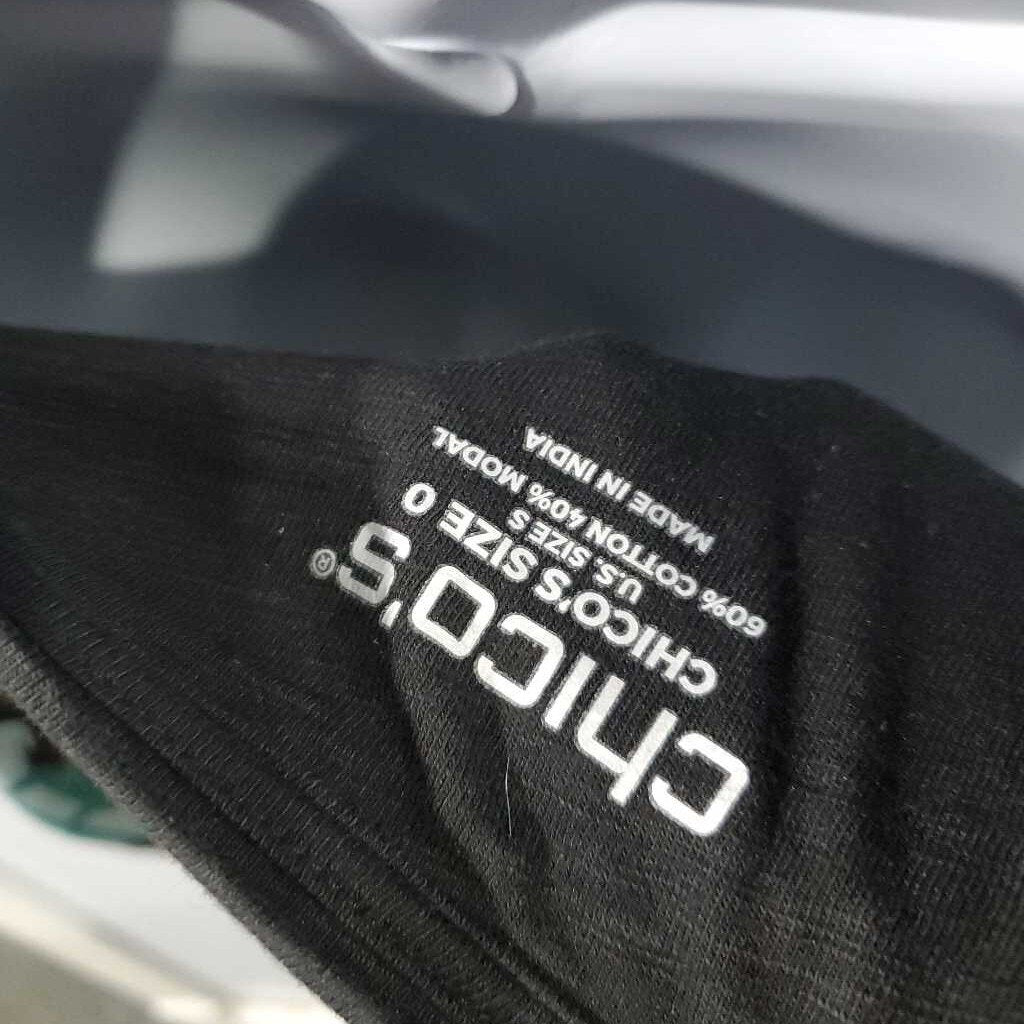 chico's®
CHICO'S SIZE 0
U.S. SIZE S
60% COTTON 40% MODAL
MADE IN INDIA